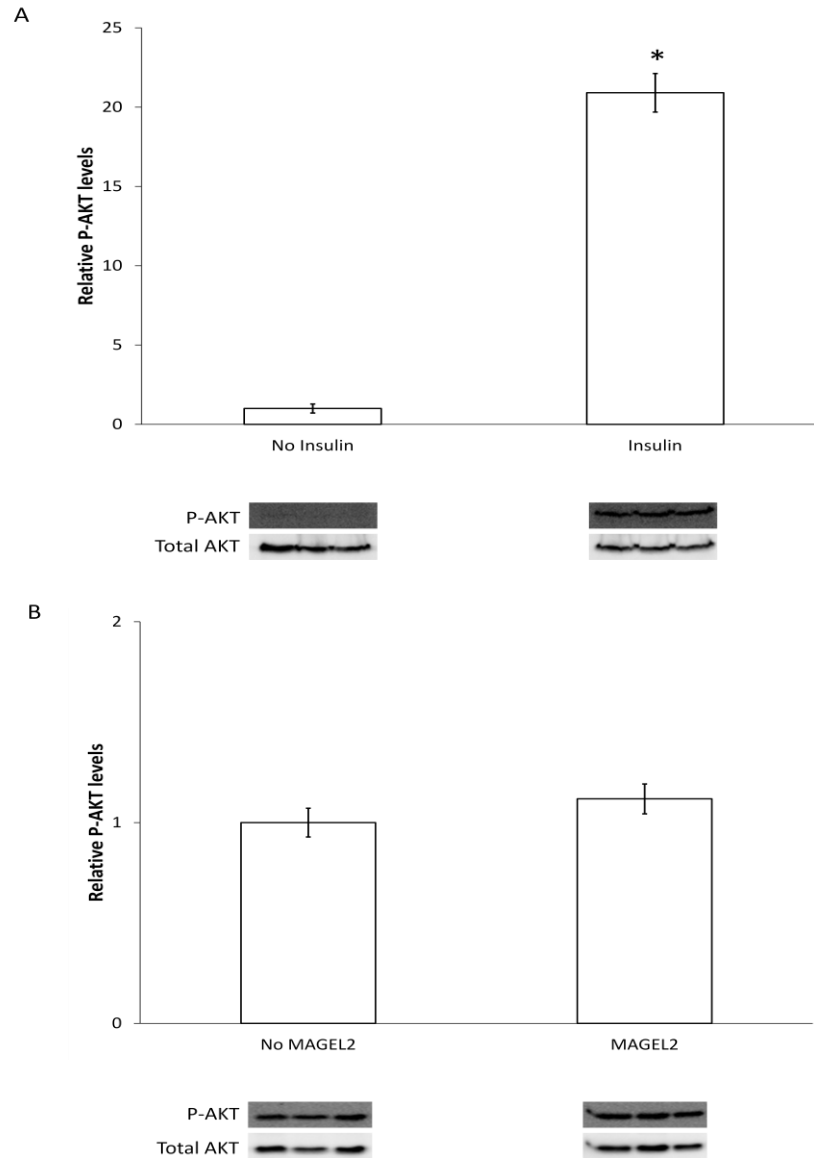 A
25
*
20
15
10
5
0
Relative P-AKT levels
No Insulin Insulin
P-AKT
Total AKT
B
2
1
0
Relative P-AKT levels
No MAGEL2 MAGEL2
P-AKT
Total AKT